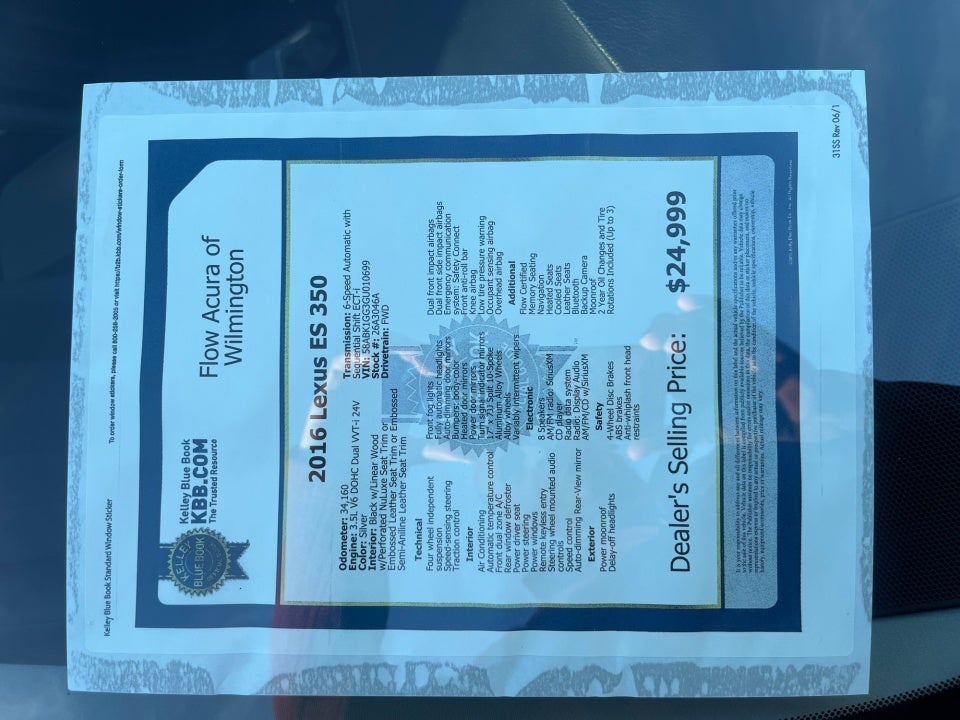 Kelley Blue Book Standard Window Sticker
To order window stickers, please call 800-258-3266 or visit https://b2b.kbb.com/window-stickers-order-form
KELLEY
BLUE BOOK
Kelley Blue Book
KBB.COM
The Trusted Resource
Flow Acura of
Wilmington
2016 Lexus ES 350
Odometer: 34,160
Engine: 3.5L V6 DOHC Dual VVT-i 24V
Color: Silver
Interior: Black w/Linear Wood
w/Perforated NuLuxe Seat Trim or
Embossed Leather Seat Trim or Embossed
Semi-Aniline Leather Seat Trim
Transmission: 6-Speed Automatic with
Sequential Shift ECT-i
VIN: 58ABK1GG3GU010699
Stock #: 26A3046A
Drivetrain: FWD
Technical
Four wheel independent
suspension
Speed-sensing steering
Traction control
Interior
Air Conditioning
Automatic temperature control
Front dual zone A/C
Rear window defroster
Power driver seat
Power steering
Power windows
Remote keyless entry
Steering wheel mounted audio
controls
Speed control
Auto-dimming Rear-View mirror
Exterior
Power moonroof
Delay-off headlights
Front fog lights
Fully automatic headlights
Auto-dimming door mirrors
Bumpers: body-color
Heated door mirrors
Power door mirrors
Turn signal indicator mirrors
17" x 7J Split 10-Spoke
Aluminum Alloy Wheels
Alloy wheels
Variably intermittent wipers
Electronic
8 Speakers
AM/FM radio: SiriusXM
CD player
Radio data system
Radio: Display Audio
AM/FM/CD w/SiriusXM
Safety
4-Wheel Disc Brakes
ABS brakes
Anti-whiplash front head
restraints
Dual front impact airbags
Dual front side impact airbags
Emergency communication
system: Safety Connect
Front anti-roll bar
Knee airbag
Low tire pressure warning
Occupant sensing airbag
Overhead airbag
Additional
Flow Certified
Memory Seating
Navigation
Heated Seats
Cooled Seats
Leather Seats
Bluetooth
Backup Camera
Moonroof
2 Year Oil Changes and Tire
Rotations Included (Up to 3)
Dealer's Selling Price: $24,999
31SS Rev 06/1